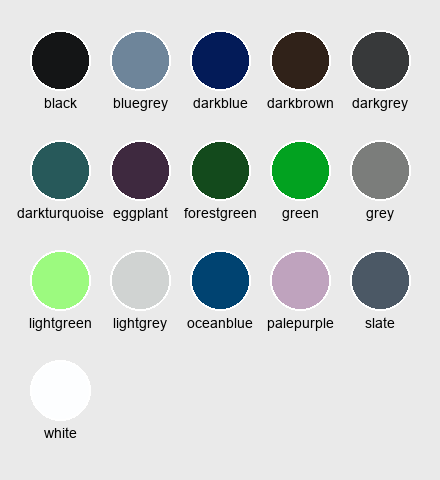 black bluegrey darkblue darkbrown darkgrey
darkturquoise eggplant forestgreen green grey
lightgreen lightgrey oceanblue palepurple slate
white